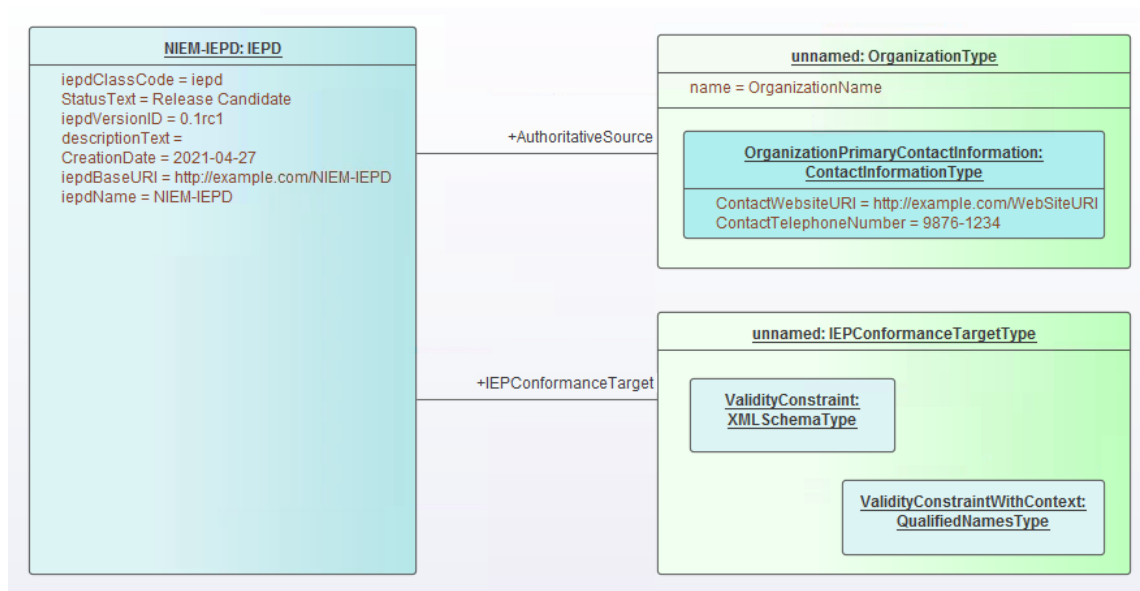 NIEM-IEPD: IEPD
iepdClassCode = iepd
StatusText = Release Candidate
iepdVersionID = 0.1rc1
descriptionText =
CreationDate = 2021-04-27
iepdBaseURI = http://example.com/NIEM-IEPD
iepdName = NIEM-IEPD
+AuthoritativeSource
unnamed: OrganizationType
name = OrganizationName
OrganizationPrimaryContactInformation:
ContactInformationType
ContactWebsiteURI = http://example.com/WebSiteURI
ContactTelephoneNumber = 9876-1234
+IEPConformanceTarget
unnamed: IEPConformanceTargetType
ValidityConstraint:
XMLSchemaType
ValidityConstraintWithContext:
QualifiedNamesType